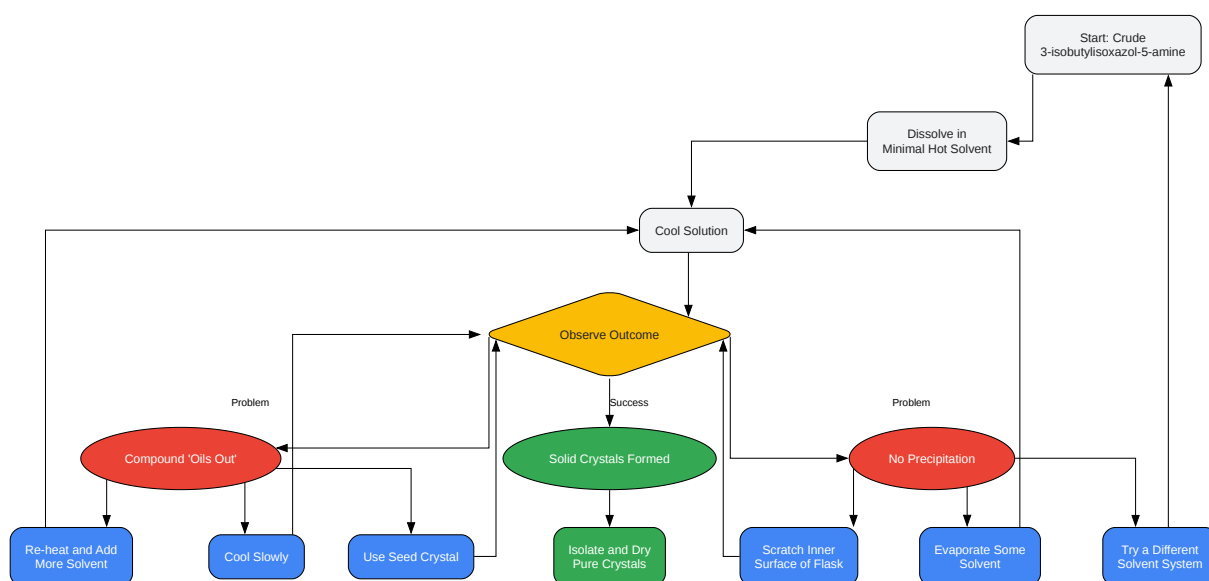 Start: Crude
3-isobutylisoxazol-5-amine
Dissolve in
Minimal Hot Solvent
Cool Solution
Observe Outcome
Problem
Success
Problem
Compound 'Oils Out'
Solid Crystals Formed
No Precipitation
Re-heat and Add
More Solvent
Cool Slowly
Use Seed Crystal
Isolate and Dry
Pure Crystals
Scratch Inner
Surface of Flask
Evaporate Some
Solvent
Try a Different
Solvent System